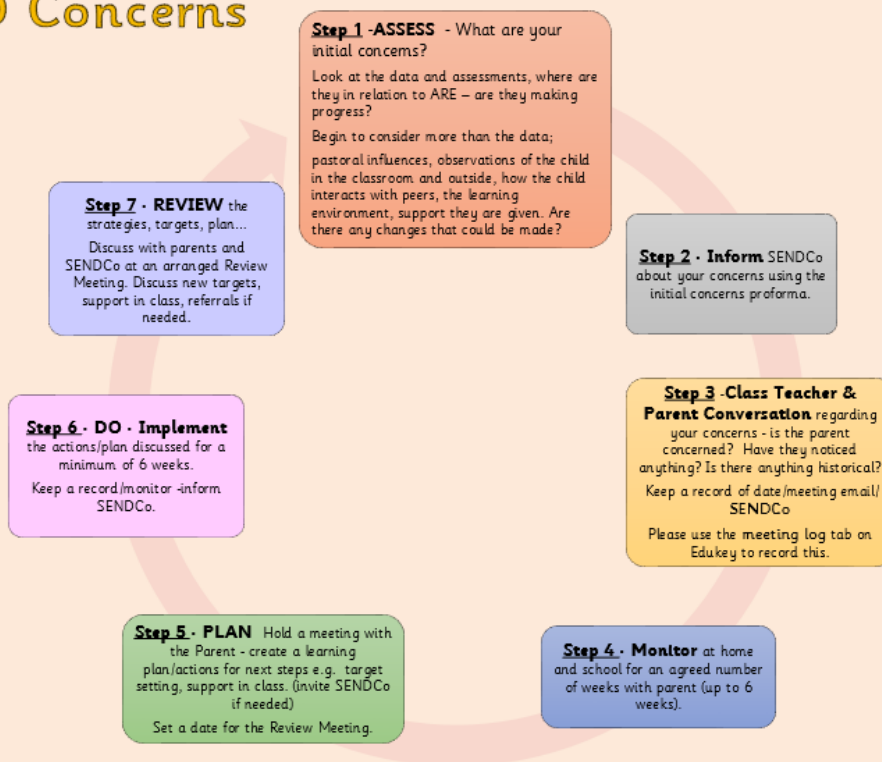 Concerns
Step 1 -ASSESS - What are your
initial concerns?
Look at the data and assessments, where are
they in relation to ARE – are they making
progress?
Begin to consider more than the data;
pastoral influences, observations of the child
in the classroom and outside, how the child
interacts with peers, the learning
environment, support they are given. Are
there any changes that could be made?
Step 2 - Inform SENDCo
about your concerns using the
initial concerns proforma.
Step 3 -Class Teacher &
Parent Conversation regarding
your concerns - is the parent
concerned? Have they noticed
anything? Is there anything historical?
Keep a record of date/meeting email/
SENDCo
Please use the meeting log tab on
Edukey to record this.
Step 4 - Monitor at home
and school for an agreed number
of weeks with parent (up to 6
weeks).
Step 5 - PLAN Hold a meeting with
the Parent - create a learning
plan/actions for next steps e.g. target
setting, support in class. (invite SENDCo
if needed)
Set a date for the Review Meeting.
Step 6 - DO - Implement
the actions/plan discussed for a
minimum of 6 weeks.
Keep a record/monitor -inform
SENDCo.
Step 7 - REVIEW the
strategies, targets, plan...
Discuss with parents and
SENDCo at an arranged Review
Meeting. Discuss new targets,
support in class, referrals if
needed.